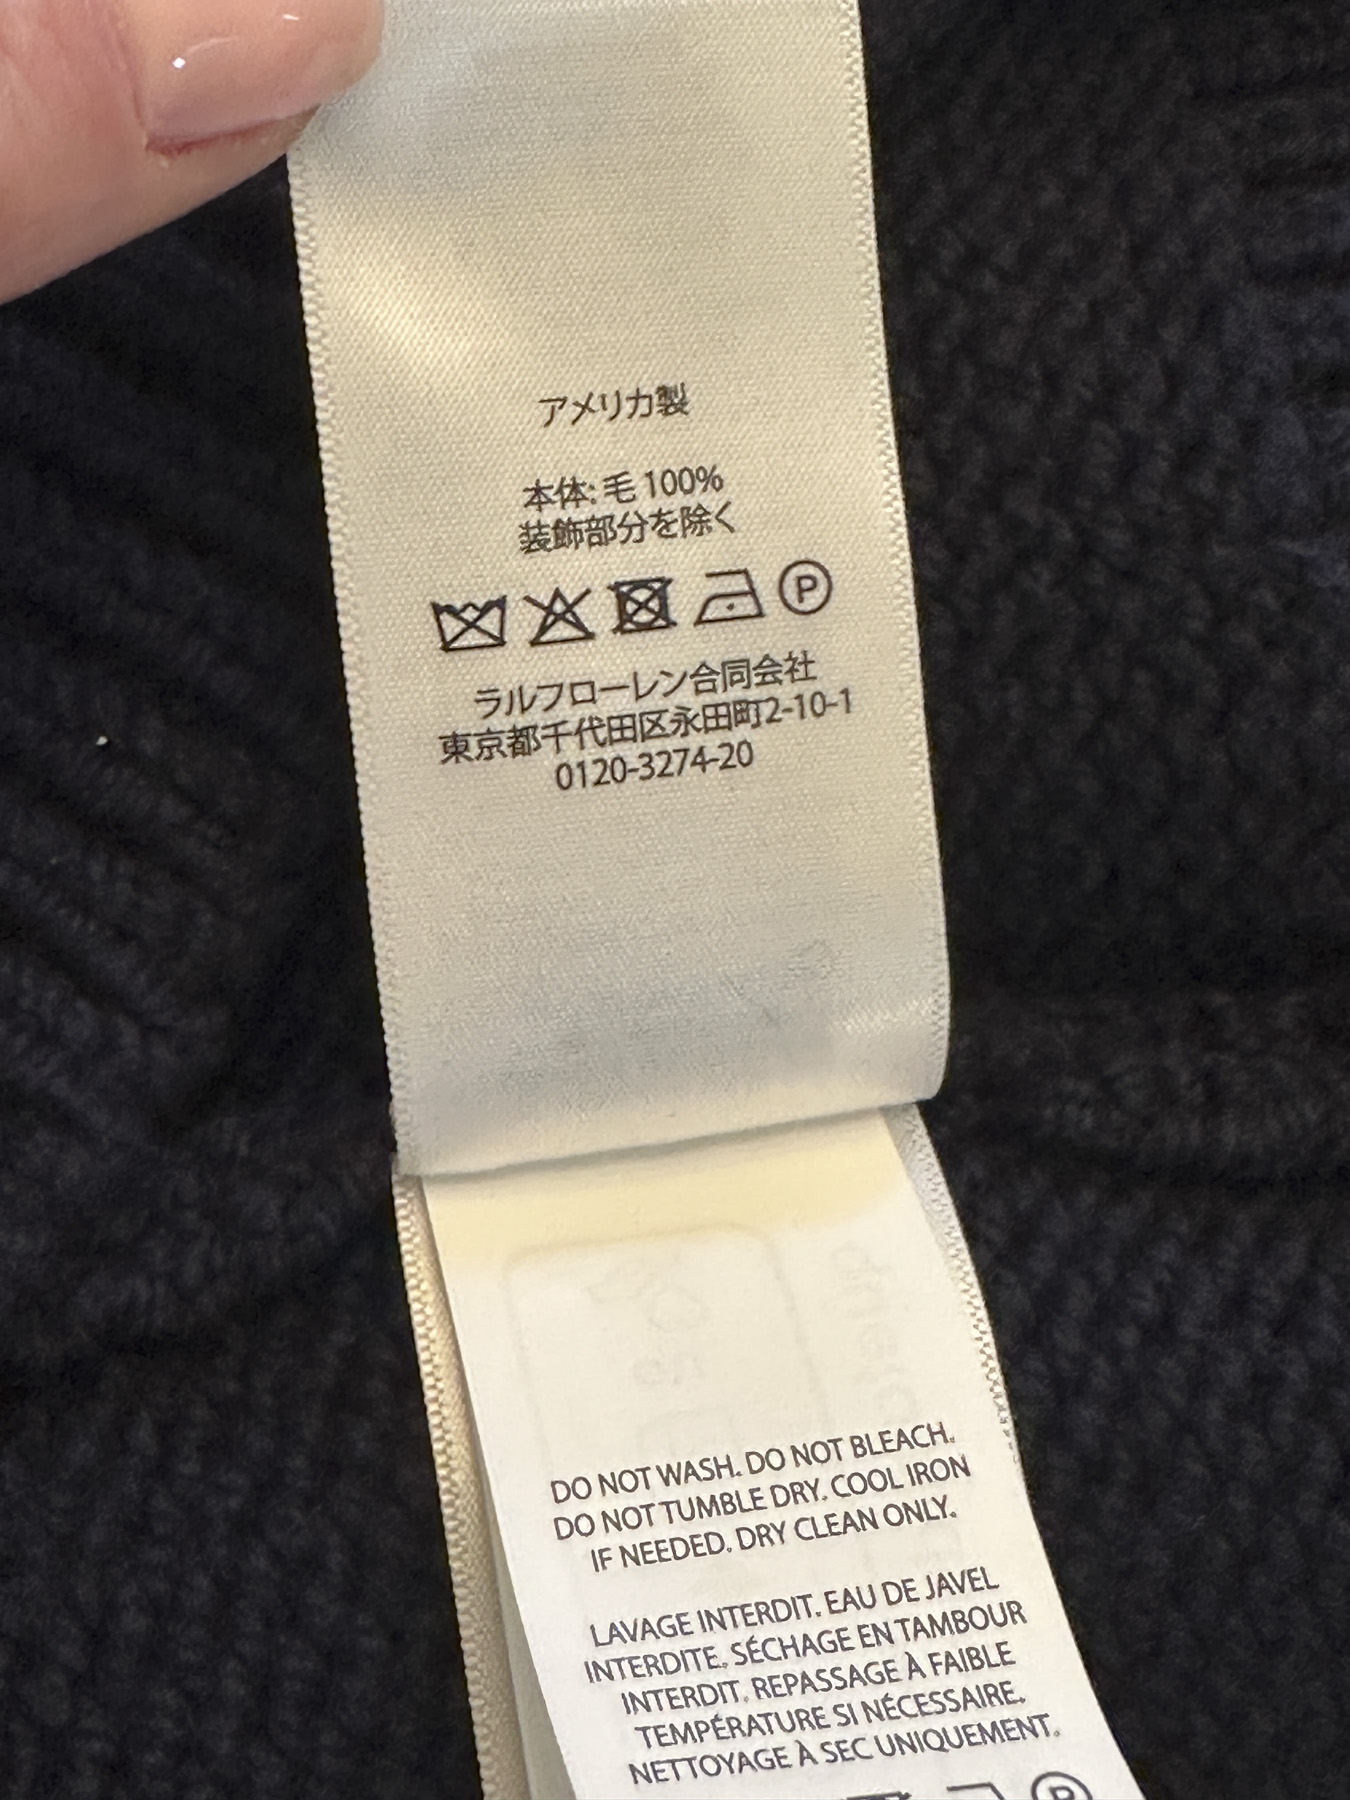 アメリカ製
本体: 毛 100%
装飾部分を除く
P
ラルフローレン合同会社
東京都千代田区永田町2-10-1
0120-3274-20
DO NOT WASH. DO NOT BLEACH.
DO NOT TUMBLE DRY. COOL IRON
IF NEEDED. DRY CLEAN ONLY.
LAVAGE INTERDIT. EAU DE JAVEL
INTERDITE. SÉCHAGE EN TAMBOUR
INTERDIT. REPASSAGE À FAIBLE
TEMPÉRATURE SI NÉCESSAIRE.
NETTOYAGE À SEC UNIQUEMENT.
P